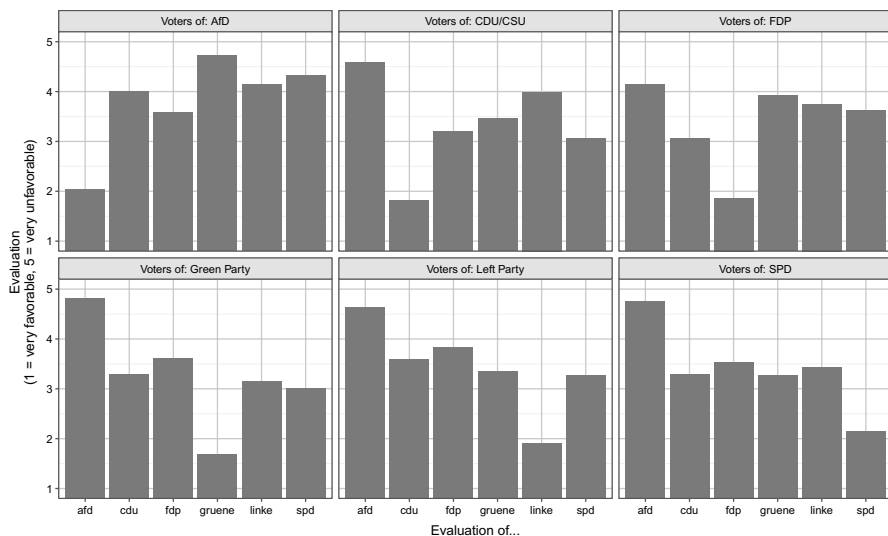 Voters of: AfD
Voters of: CDU/CSU
Voters of: FDP
5
4
3
2
1
Voters of: Green Party
Voters of: Left Party
Voters of: SPD
5
4
3
2
1
Evaluation
(1 = very favorable, 5 = very unfavorable)
afd cdu fdp gruene linke spd
afd cdu fdp gruene linke spd
afd cdu fdp gruene linke spd
Evaluation of...